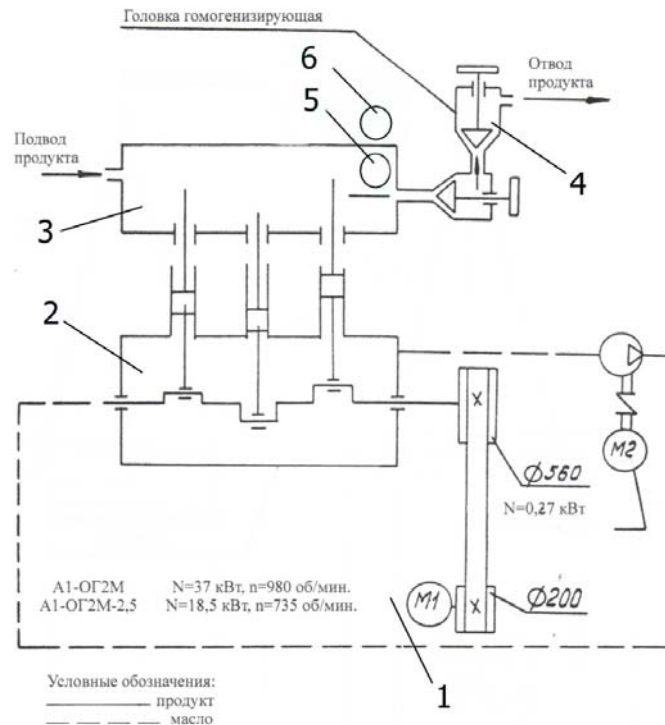 Головка гомогенизирующая
6
Отвод
продукта
5
Подвод
продукта
4
3
2
М2
Ø560
N=0,27 кВт
А1-ОГ2М N=37 кВт, n=980 об/мин.
А1-ОГ2М-2,5 N=18,5 кВт, n=735 об/мин.
М1
Ø200
1
Условные обозначения:
продукт
масло